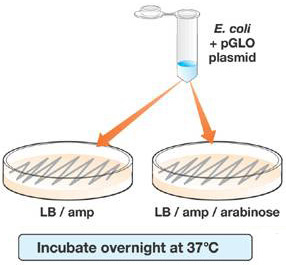 E. coli
+ pGLO
plasmid
LB / amp
LB / amp / arabinose
Incubate overnight at 37°C